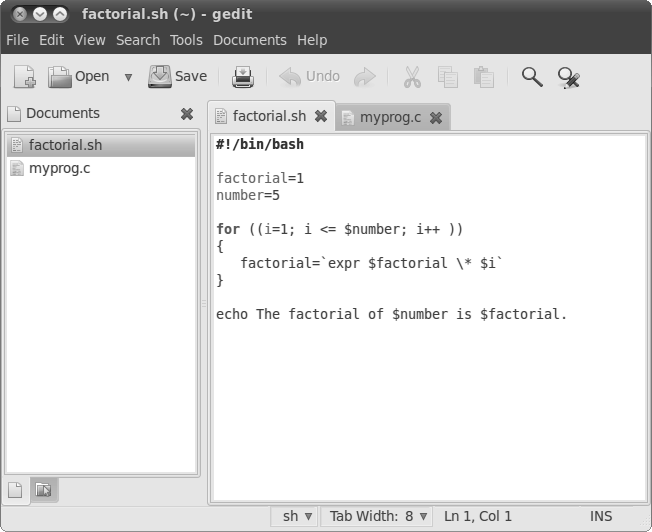 factorial.sh (~) - gedit
File Edit View Search Tools Documents Help
Open Save Undo
Documents
factorial.sh
myprog.c
factorial.sh myprog.c
#!/bin/bash
factorial=1
number=5
for ((i=1; i <= $number; i++ ))
{
factorial=`expr $factorial \* $i`
}
echo The factorial of $number is $factorial.
sh Tab Width: 8 Ln 1, Col 1 INS